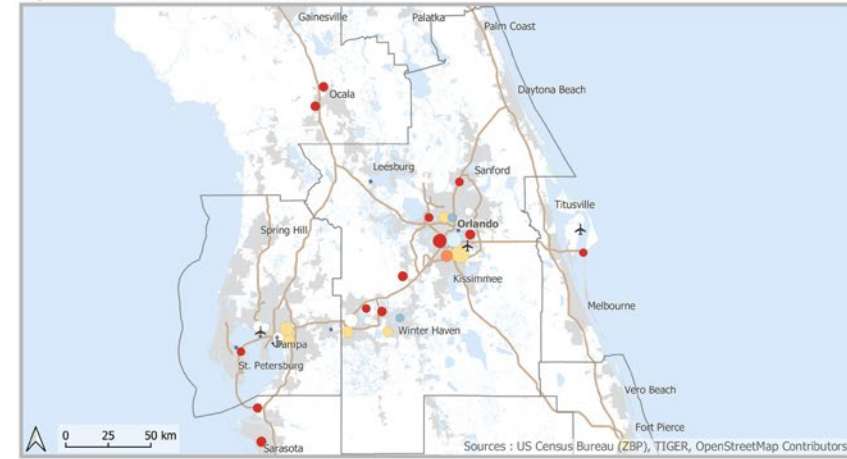 Gainesville
Palatka
Palm Coast
Daytona Beach
Ocala
Leesburg
Sanford
Titusville
Orlando
Spring Hill
Kissimmee
Melbourne
Winter Haven
Tampa
St. Petersburg
Vero Beach
Fort Pierce
Sarasota
0 25 50 km
Sources : US Census Bureau (ZBP), TIGER, OpenStreetMap Contributors